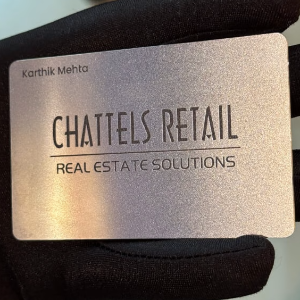 Karthik Mehta
CHATTELS RETAIL
REAL ESTATE SOLUTIONS